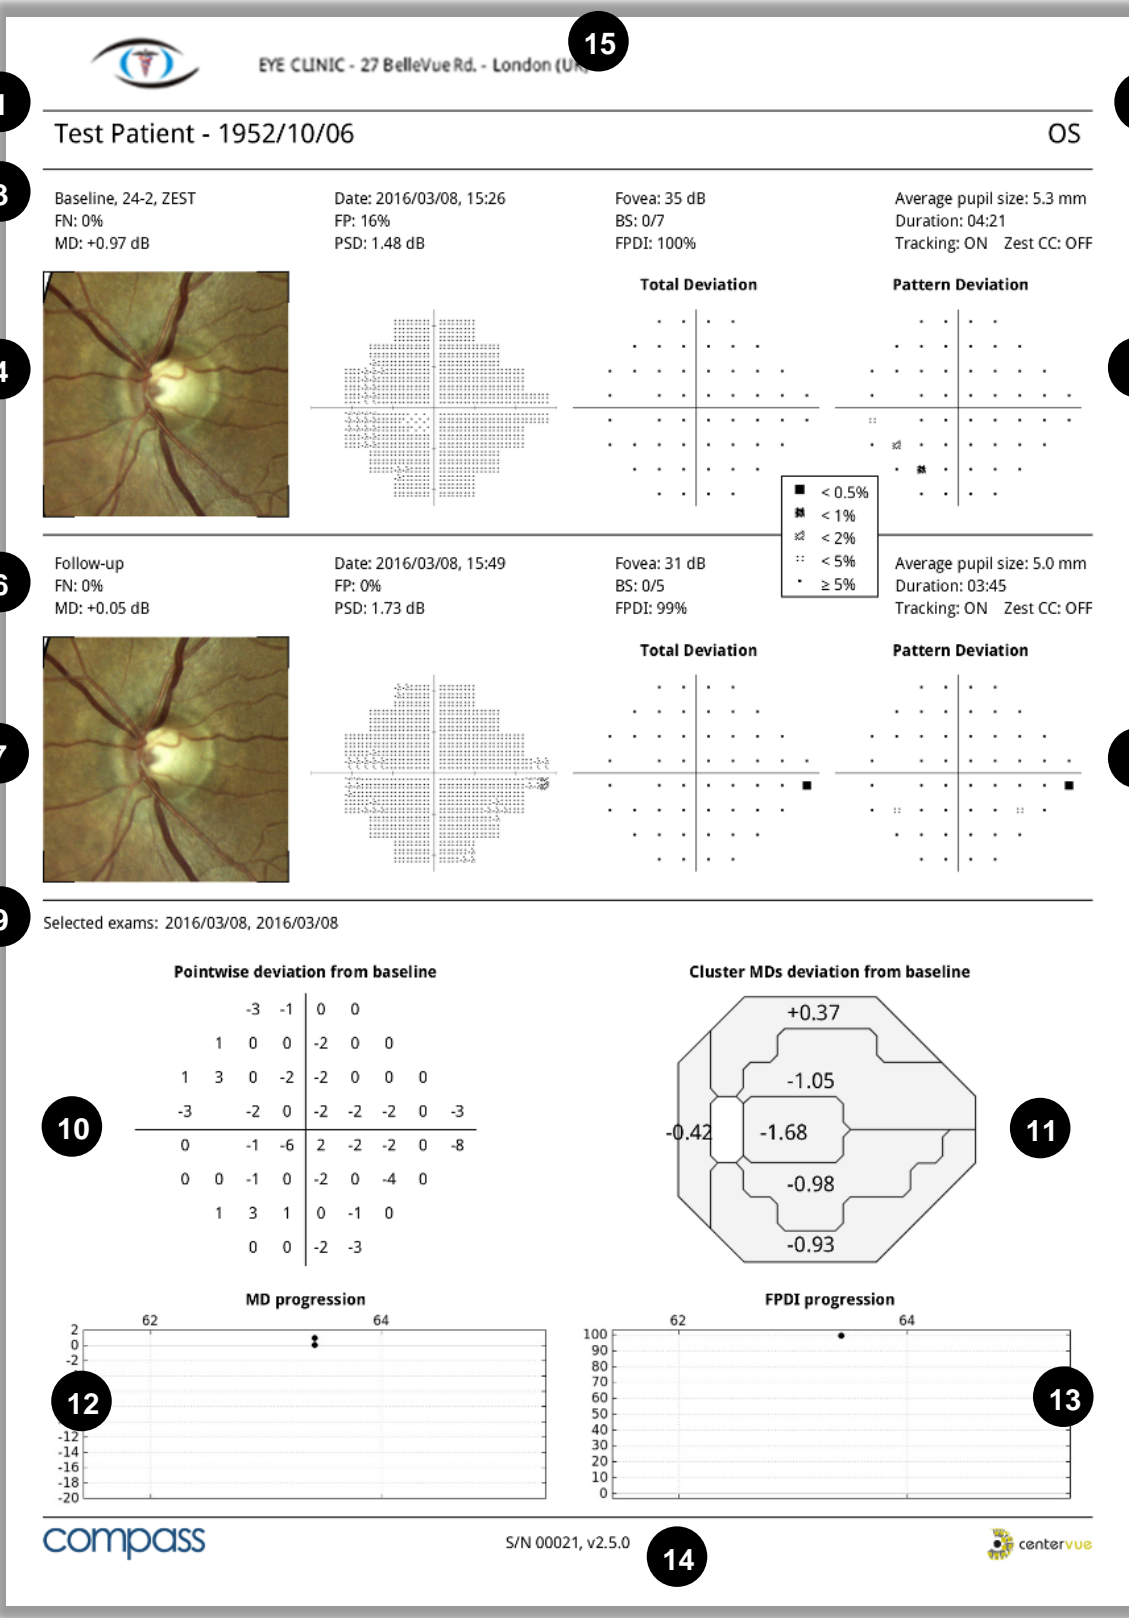 15
EYE CLINIC - 27 BelleVue Rd. - London (UK
Test Patient - 1952/10/06 OS
3
Baseline, 24-2, ZEST Date: 2016/03/08, 15:26 Fovea: 35 dB Average pupil size: 5.3 mm
FN: 0% FP: 16% BS: 0/7 Duration: 04:21
MD: +0.97 dB PSD: 1.48 dB FPDI: 100% Tracking: ON Zest CC: OFF
Total Deviation Pattern Deviation
4
< 0.5%
< 1%
< 2%
< 5%
≥ 5%
6
Follow-up Date: 2016/03/08, 15:49 Fovea: 31 dB Average pupil size: 5.0 mm
FN: 0% FP: 0% BS: 0/5 Duration: 03:45
MD: +0.05 dB PSD: 1.73 dB FPDI: 99% Tracking: ON Zest CC: OFF
Total Deviation Pattern Deviation
7
9
Selected exams: 2016/03/08, 2016/03/08
Pointwise deviation from baseline
-3 -1 0 0
1 0 0 -2 0 0
1 3 0 -2 -2 0 0 0
-3 -2 0 -2 -2 -2 0 -3
0 -1 -6 2 -2 -2 0 -8
0 0 -1 0 -2 0 -4 0
1 3 1 0 -1 0
0 0 -2 -3
10
Cluster MDs deviation from baseline
+0.37
-1.05
-0.42 -1.68
-0.98
-0.93
11
MD progression
62 64
2
0
-2
-12
-14
-16
-18
-20
12
FPDI progression
62 64
100
90
80
70
60
50
40
30
20
10
0
13
compass S/N 00021, v2.5.0 14 centervue